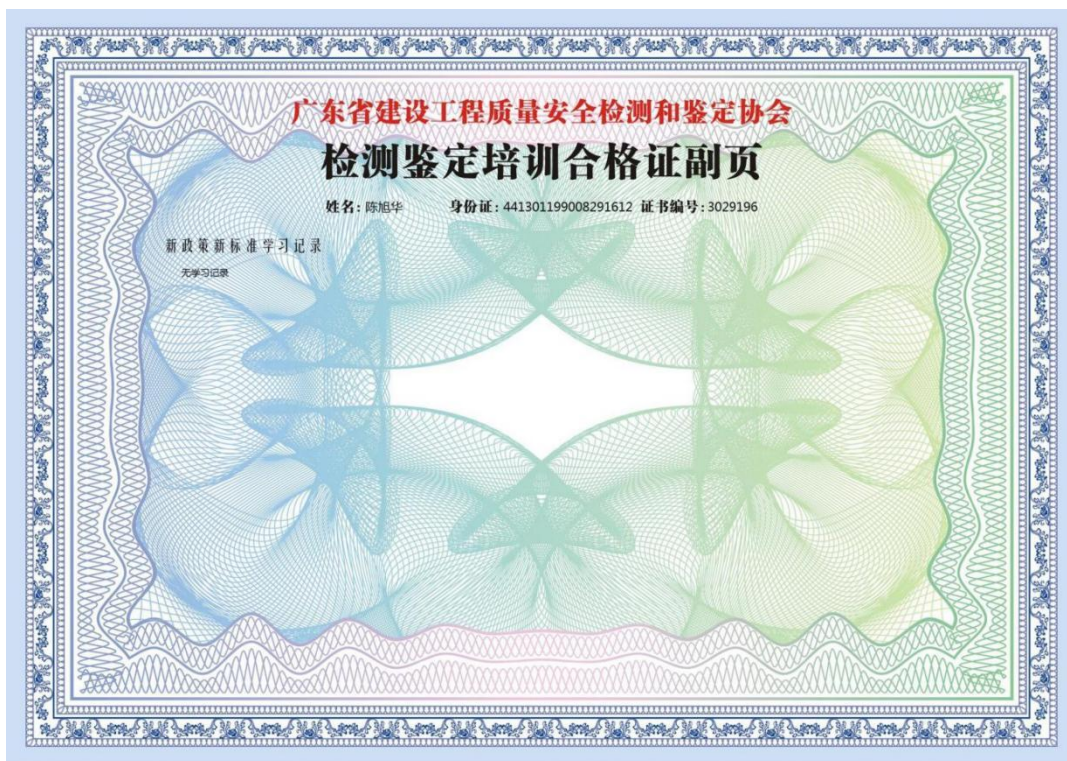 广东省建设工程质量安全检测和鉴定协会
检测鉴定培训合格证副页
姓名：陈旭华 身份证：441301199008291612 证书编号：3029196
新政策新标准学习记录
无学习记录